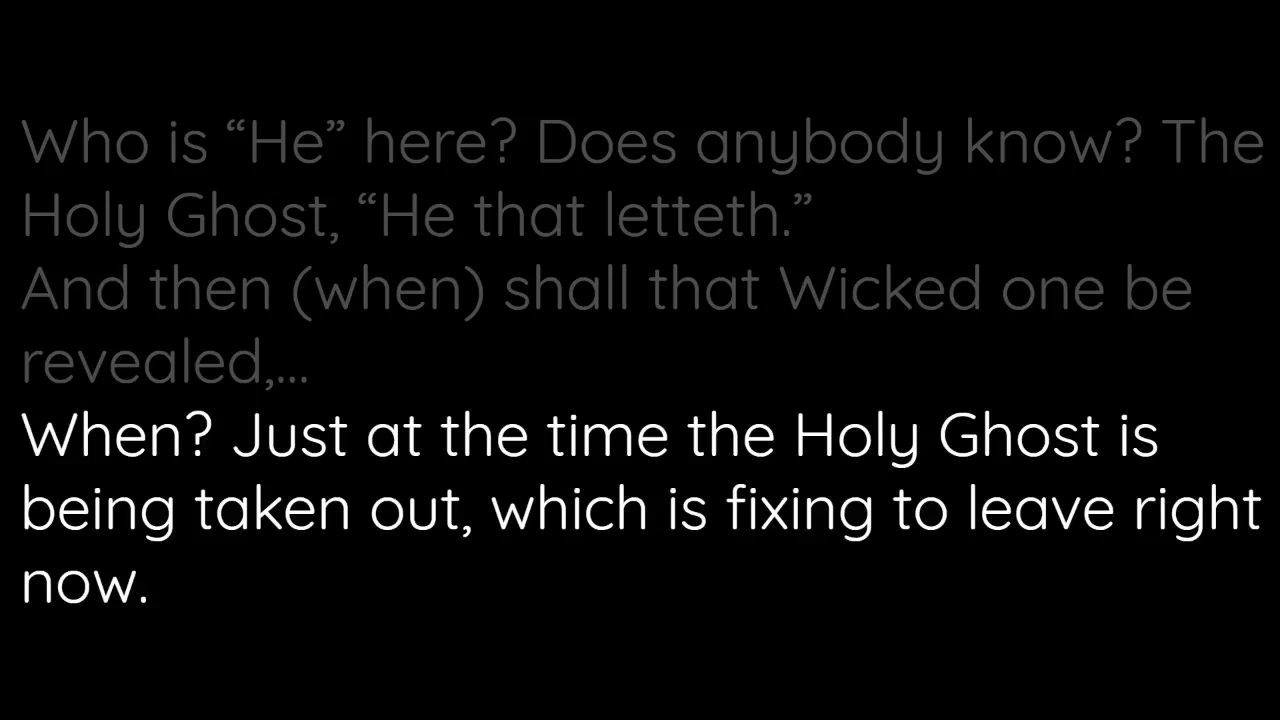 Who is “He” here? Does anybody know? The
Holy Ghost, “He that letteth.”
And then (when) shall that Wicked one be
revealed,...
When? Just at the time the Holy Ghost is
being taken out, which is fixing to leave right
now.